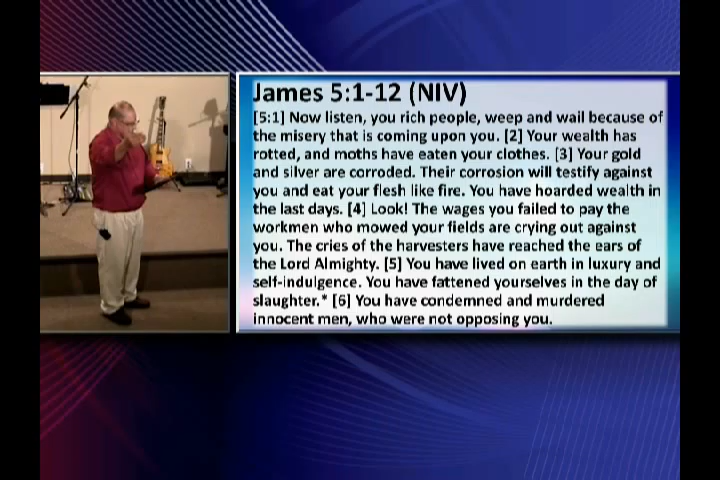 James 5:1-12 (NIV)
[5:1] Now listen, you rich people, weep and wail because of
the misery that is coming upon you. [2] Your wealth has
rotted, and moths have eaten your clothes. [3] Your gold
and silver are corroded. Their corrosion will testify against
you and eat your flesh like fire. You have hoarded wealth in
the last days. [4] Look! The wages you failed to pay the
workmen who mowed your fields are crying out against
you. The cries of the harvesters have reached the ears of
the Lord Almighty. [5] You have lived on earth in luxury and
self-indulgence. You have fattened yourselves in the day of
slaughter.* [6] You have condemned and murdered
innocent men, who were not opposing you.